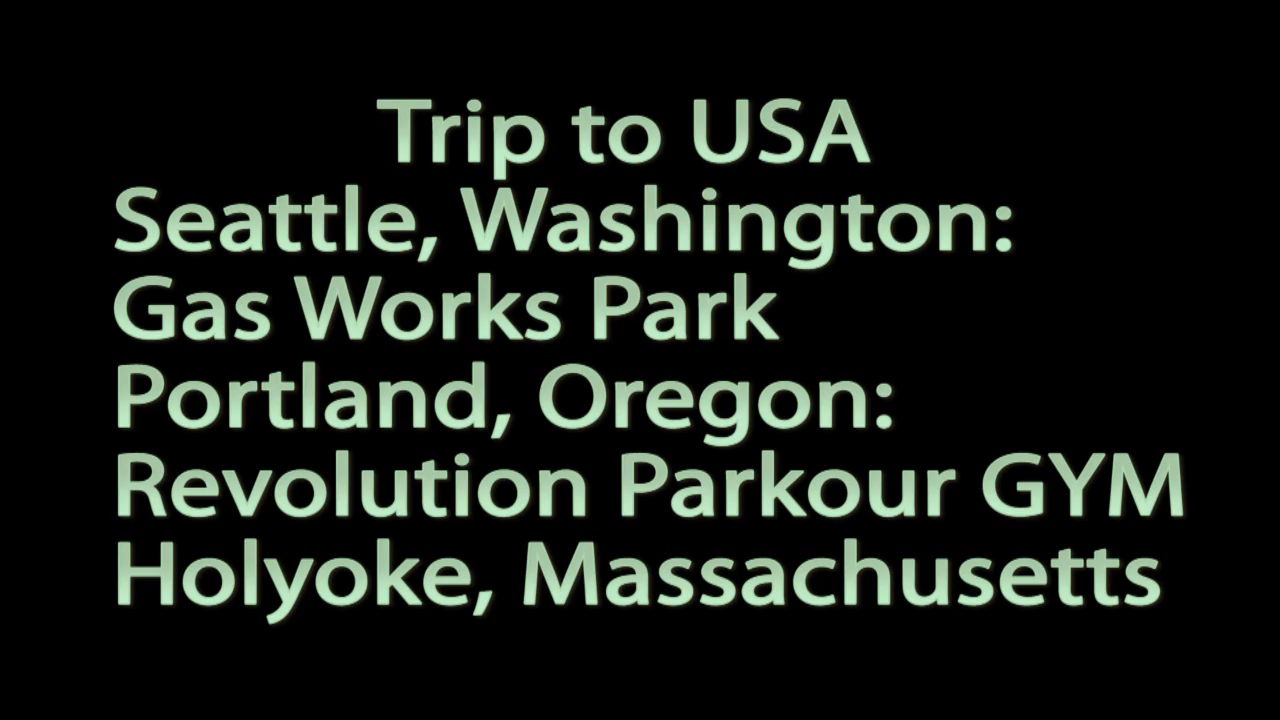 Trip to USA
Seattle, Washington:
Gas Works Park
Portland, Oregon:
Revolution Parkour GYM
Holyoke, Massachusetts